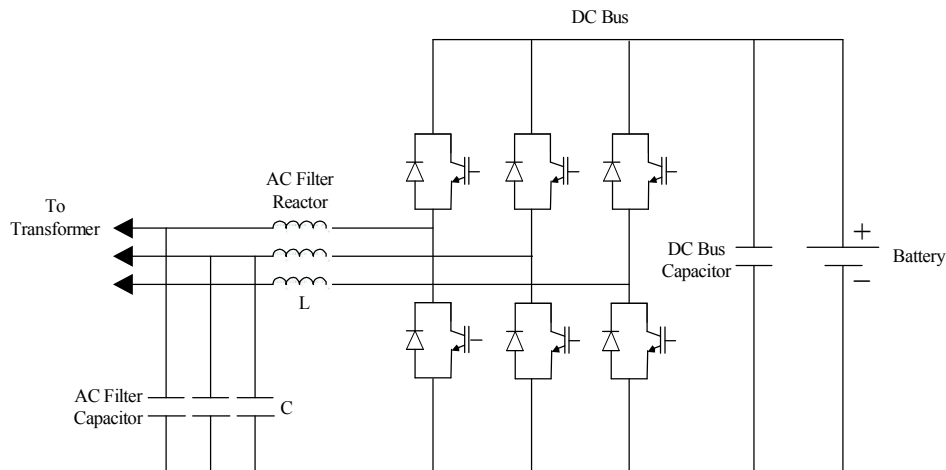 DC Bus
AC Filter
Reactor
To
Transformer
L
DC Bus
Capacitor
+
−
Battery
AC Filter
Capacitor
C